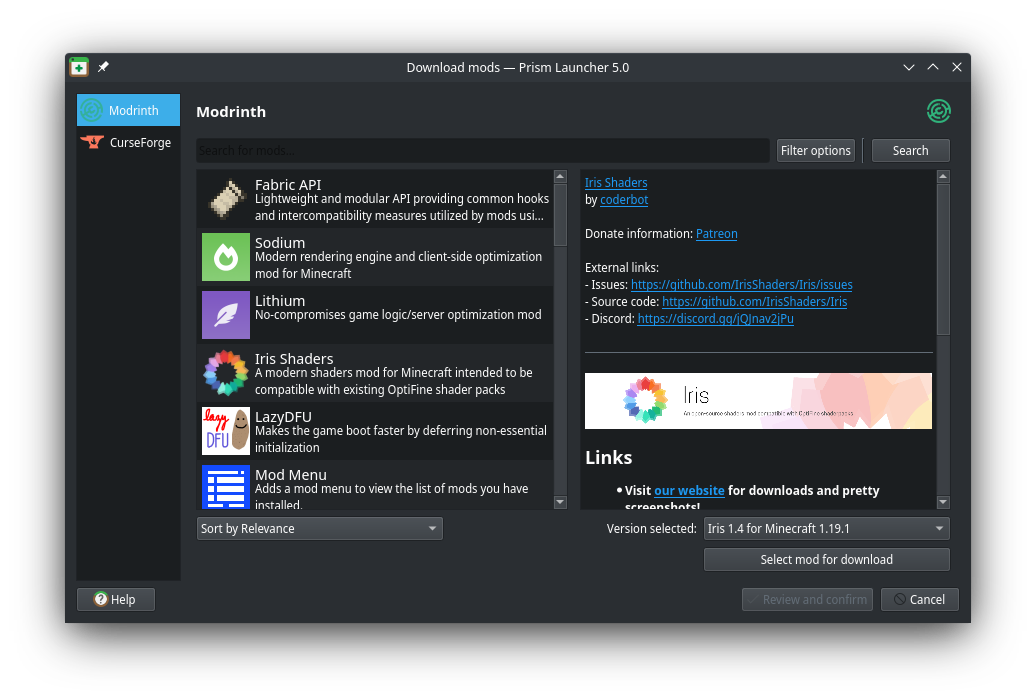 Download mods — Prism Launcher 5.0
Modrinth
CurseForge
Modrinth
Search for mods...
Filter options
Search
Fabric API
Lightweight and modular API providing common hooks
and intercompatibility measures utilized by mods usi...
Sodium
Modern rendering engine and client-side optimization
mod for Minecraft
Lithium
No-compromises game logic/server optimization mod
Iris Shaders
A modern shaders mod for Minecraft intended to be
compatible with existing OptiFine shader packs
lazy
DFU
LazyDFU
Makes the game boot faster by deferring non-essential
initialization
Mod Menu
Adds a mod menu to view the list of mods you have
installed.
Sort by Relevance
Iris Shaders
by coderbot
Donate information: Patreon
External links:
- Issues: https://github.com/IrisShaders/Iris/issues
- Source code: https://github.com/IrisShaders/Iris
- Discord: https://discord.gg/jQJnav2jPu
Iris
An open-source shaders mod compatible with OptiFine shaderpacks
Links
• Visit our website for downloads and pretty
screenshots!
Version selected: Iris 1.4 for Minecraft 1.19.1
Select mod for download
Help
Review and confirm
Cancel